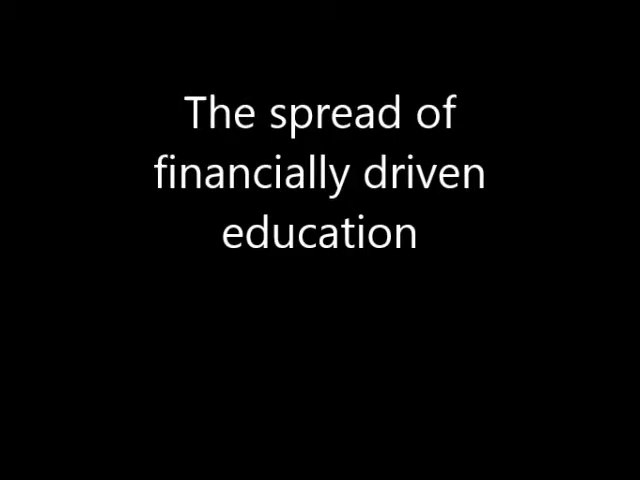 The spread of
financially driven
education